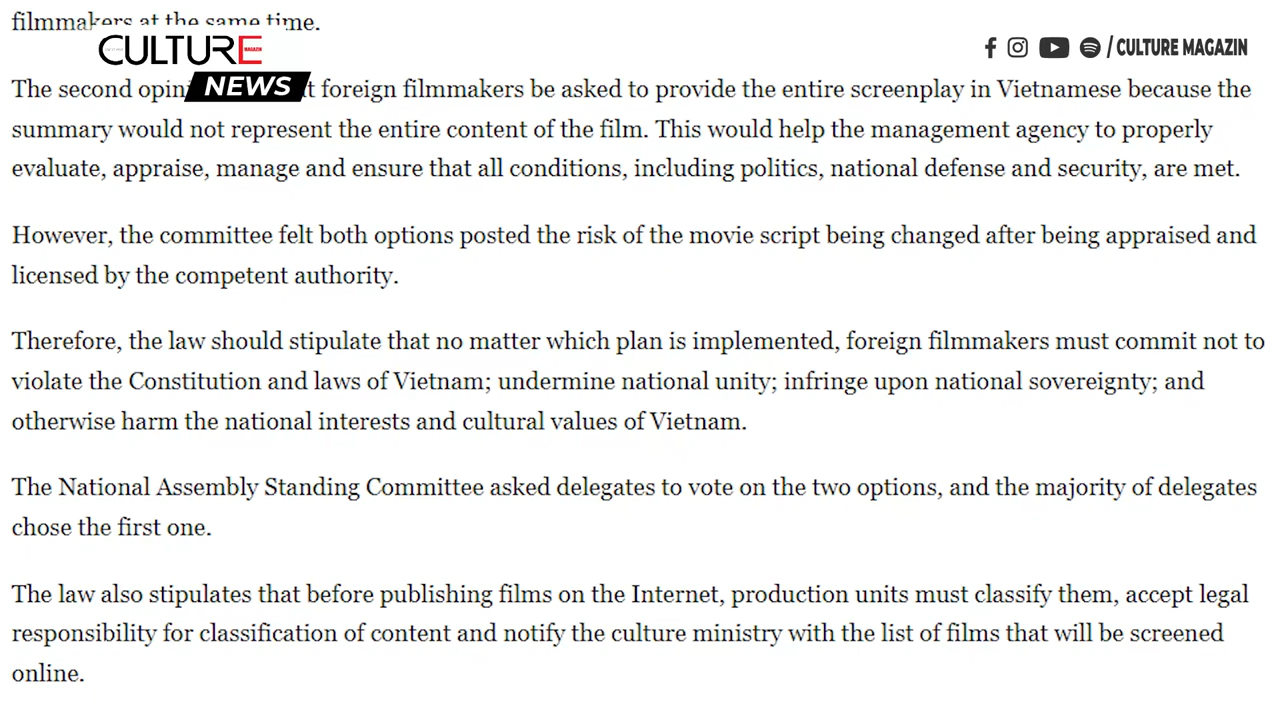 filmmakers at the same time.
CULTURE
MAGAZIN
NEWS
/ CULTURE MAGAZIN
The second opini t foreign filmmakers be asked to provide the entire screenplay in Vietnamese because the
summary would not represent the entire content of the film. This would help the management agency to properly
evaluate, appraise, manage and ensure that all conditions, including politics, national defense and security, are met.
However, the committee felt both options posted the risk of the movie script being changed after being appraised and
licensed by the competent authority.
Therefore, the law should stipulate that no matter which plan is implemented, foreign filmmakers must commit not to
violate the Constitution and laws of Vietnam; undermine national unity; infringe upon national sovereignty; and
otherwise harm the national interests and cultural values of Vietnam.
The National Assembly Standing Committee asked delegates to vote on the two options, and the majority of delegates
chose the first one.
The law also stipulates that before publishing films on the Internet, production units must classify them, accept legal
responsibility for classification of content and notify the culture ministry with the list of films that will be screened
online.